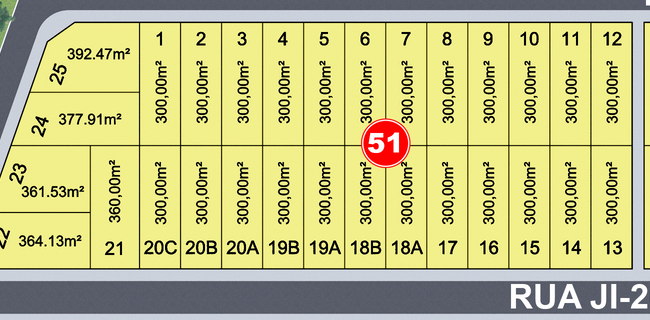 1 2 3 4 5 6 7 8 9 10 11 12
392.47m²
25
300,00m² 300,00m² 300,00m² 300,00m² 300,00m² 300,00m² 300,00m² 300,00m² 300,00m² 300,00m² 300,00m² 300,00m²
377.91m²
24
51
23
361.53m²
360,00m² 300,00m² 300,00m² 300,00m² 300,00m² 300,00m² 300,00m² 300,00m² 300,00m² 300,00m² 300,00m² 300,00m² 300,00m²
22
364.13m²
21 20C 20B 20A 19B 19A 18B 18A 17 16 15 14 13
RUA JI-2